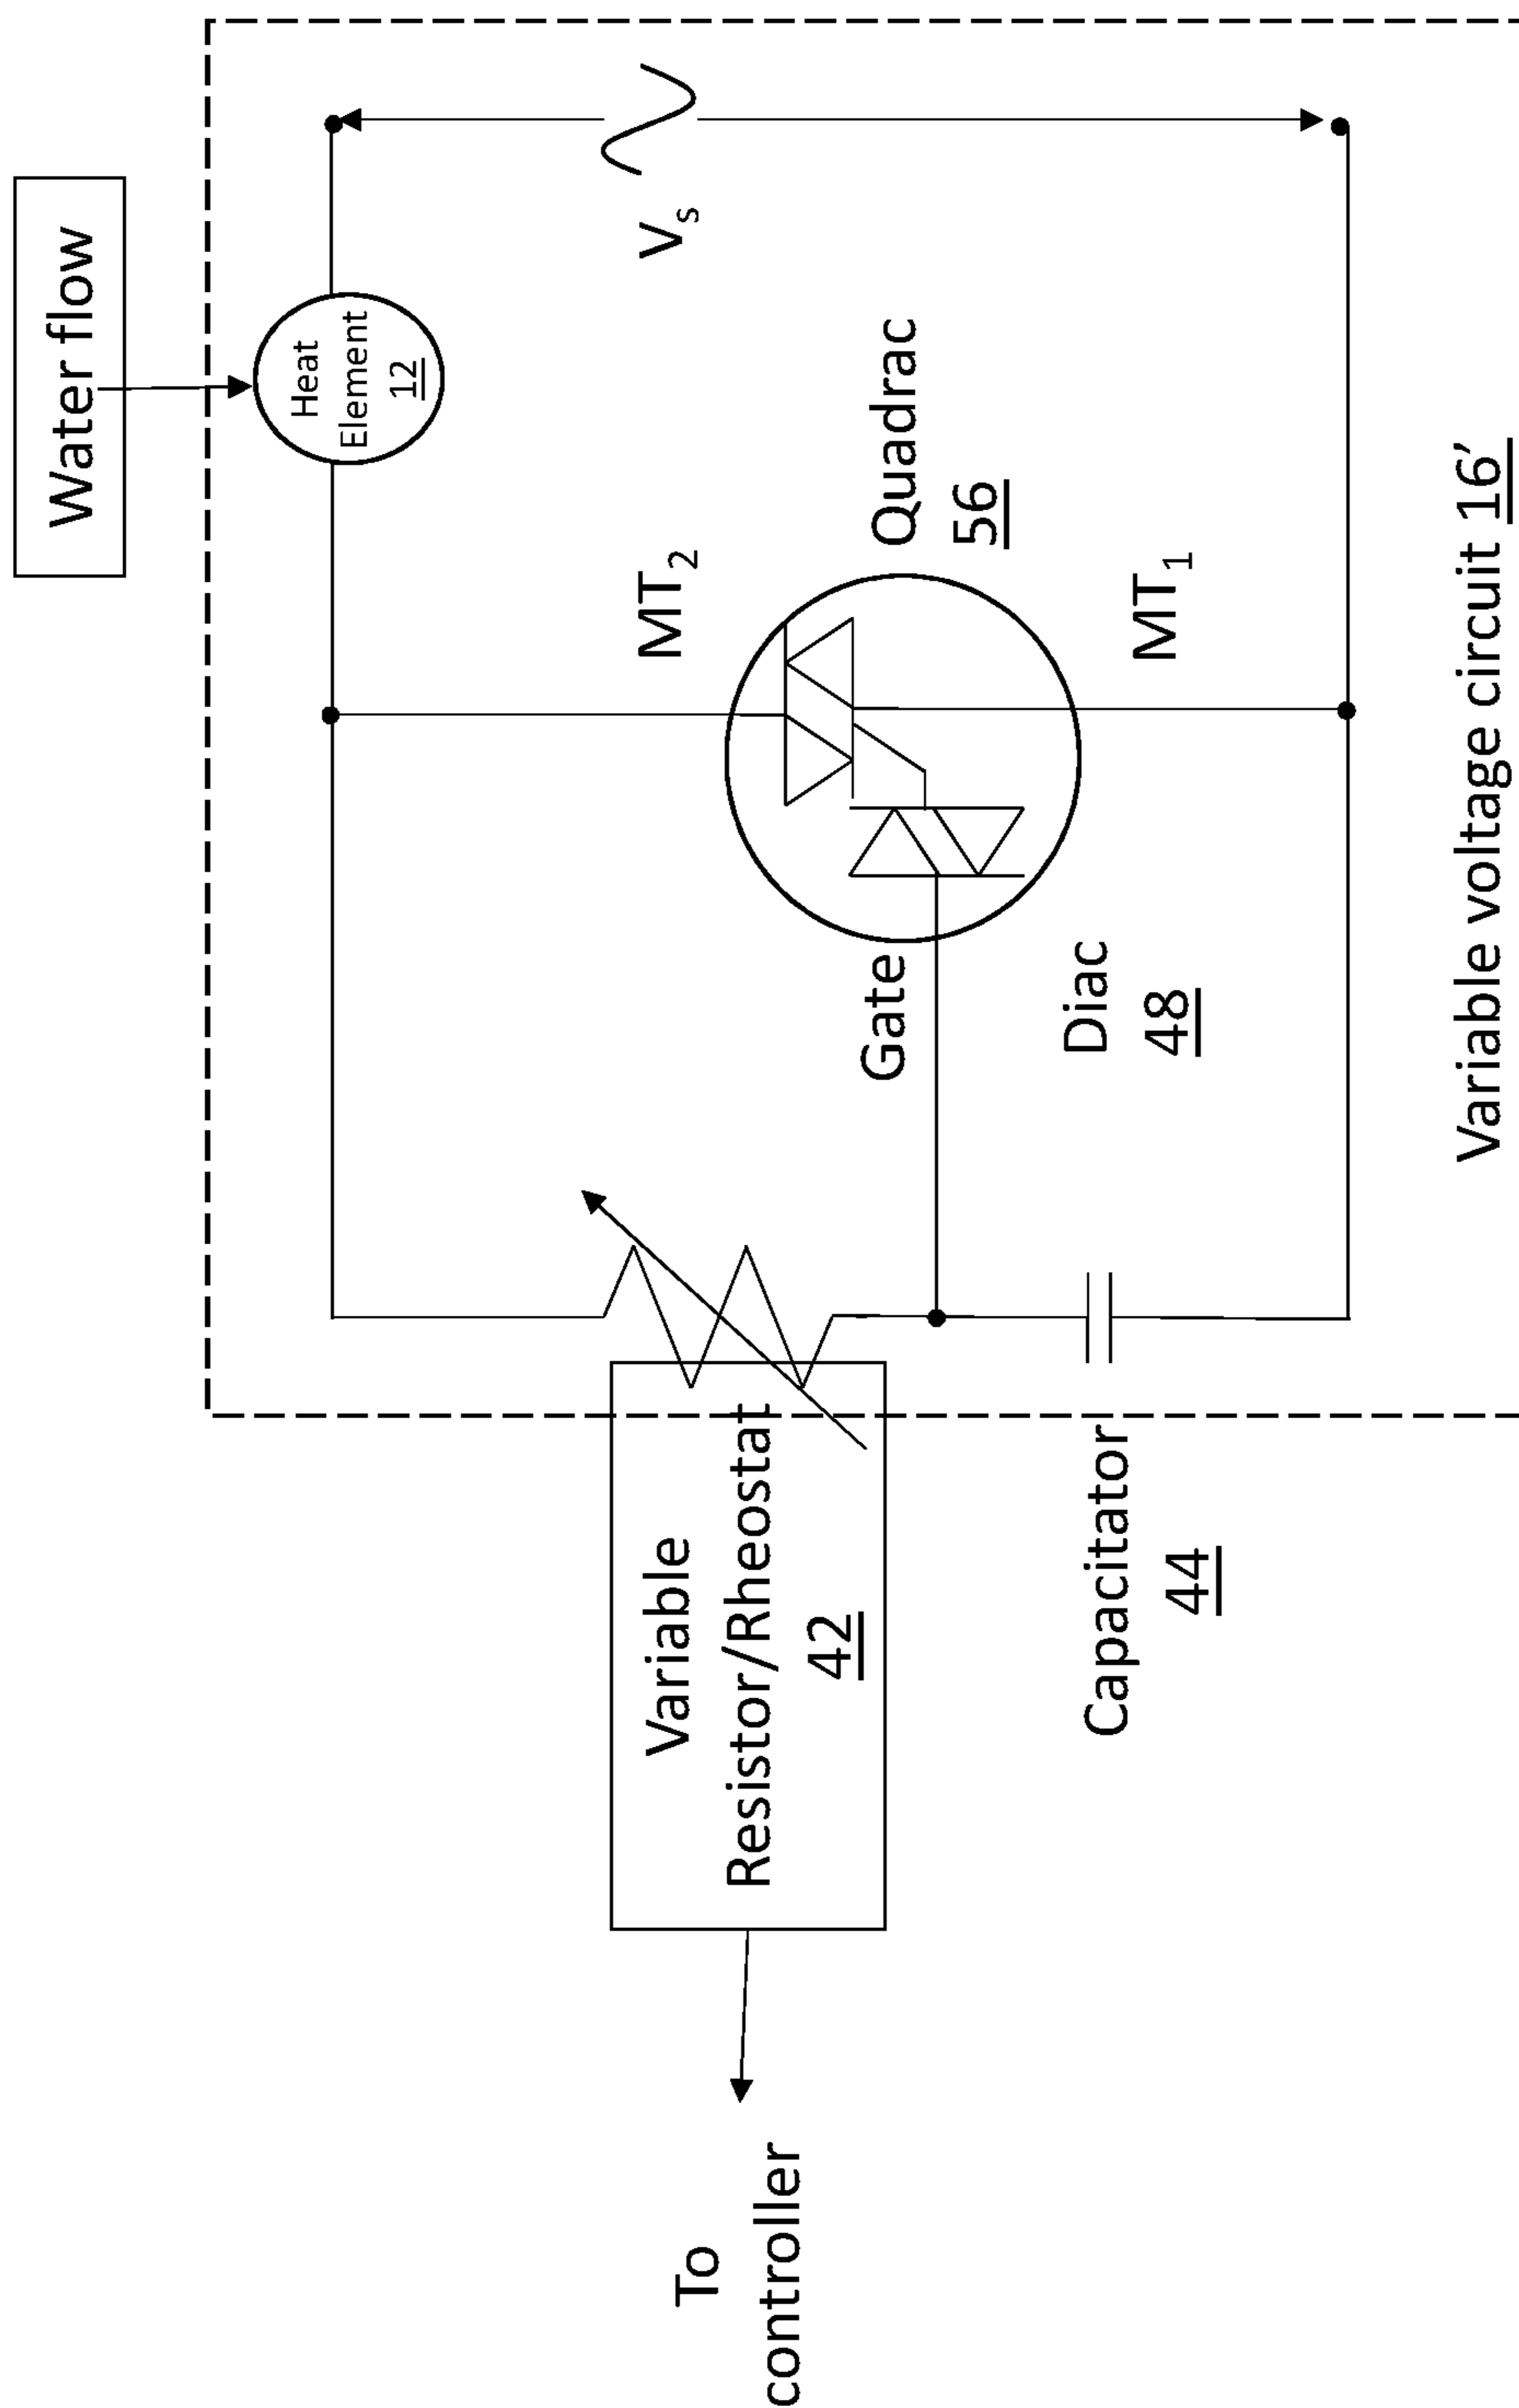 Water flow
Heat
Element
12
Vs
MT2
Quadrac
56
MT1
Gate
Diac
48
Variable
Resistor/Rheostat
42
Capacitator
44
To
controller
Variable voltage circuit 16’